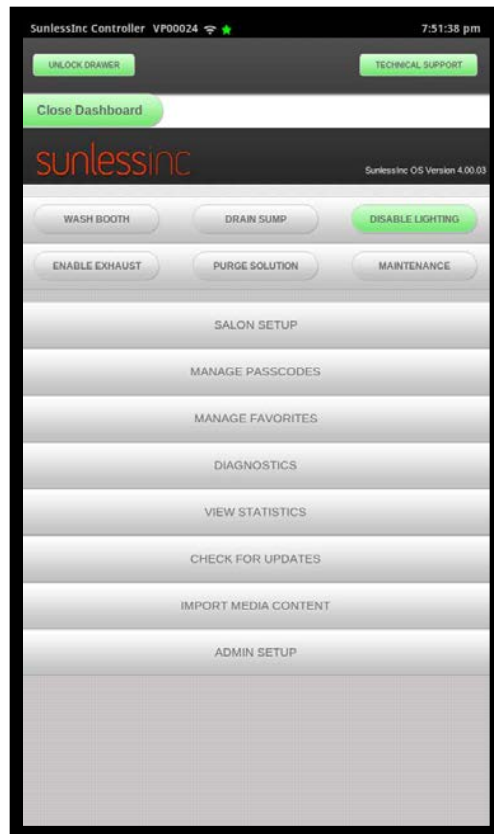 SunlessInc Controller VP00024 7:51:38 pm
UNLOCK DRAWER TECHNICAL SUPPORT
Close Dashboard
sunlessinc
SunlessInc OS Version 4.00.03
WASH BOOTH DRAIN SUMP DISABLE LIGHTING
ENABLE EXHAUST PURGE SOLUTION MAINTENANCE
SALON SETUP
MANAGE PASSCODES
MANAGE FAVORITES
DIAGNOSTICS
VIEW STATISTICS
CHECK FOR UPDATES
IMPORT MEDIA CONTENT
ADMIN SETUP